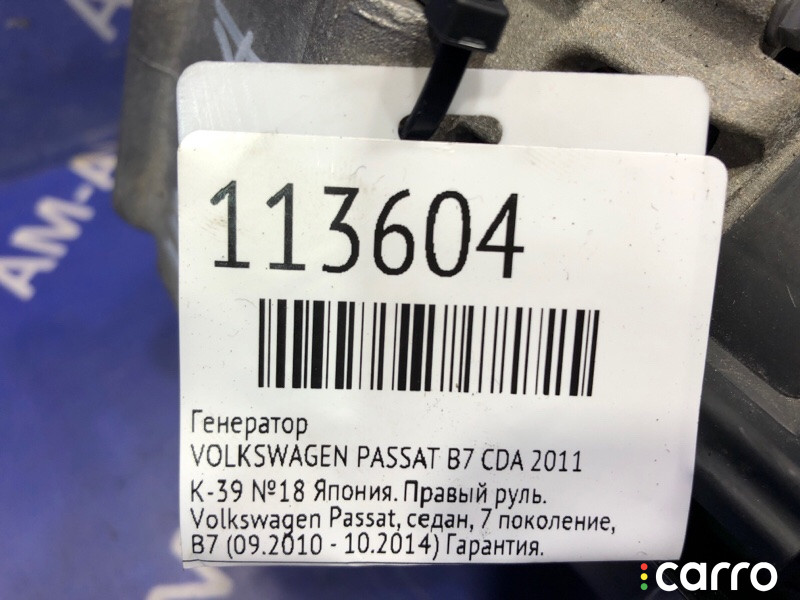 113604
Генератор
VOLKSWAGEN PASSAT B7 CDA 2011
К-39 №18 Япония. Правый руль.
Volkswagen Passat, седан, 7 поколение,
B7 (09.2010 - 10.2014) Гарантия.
AM-A
carro